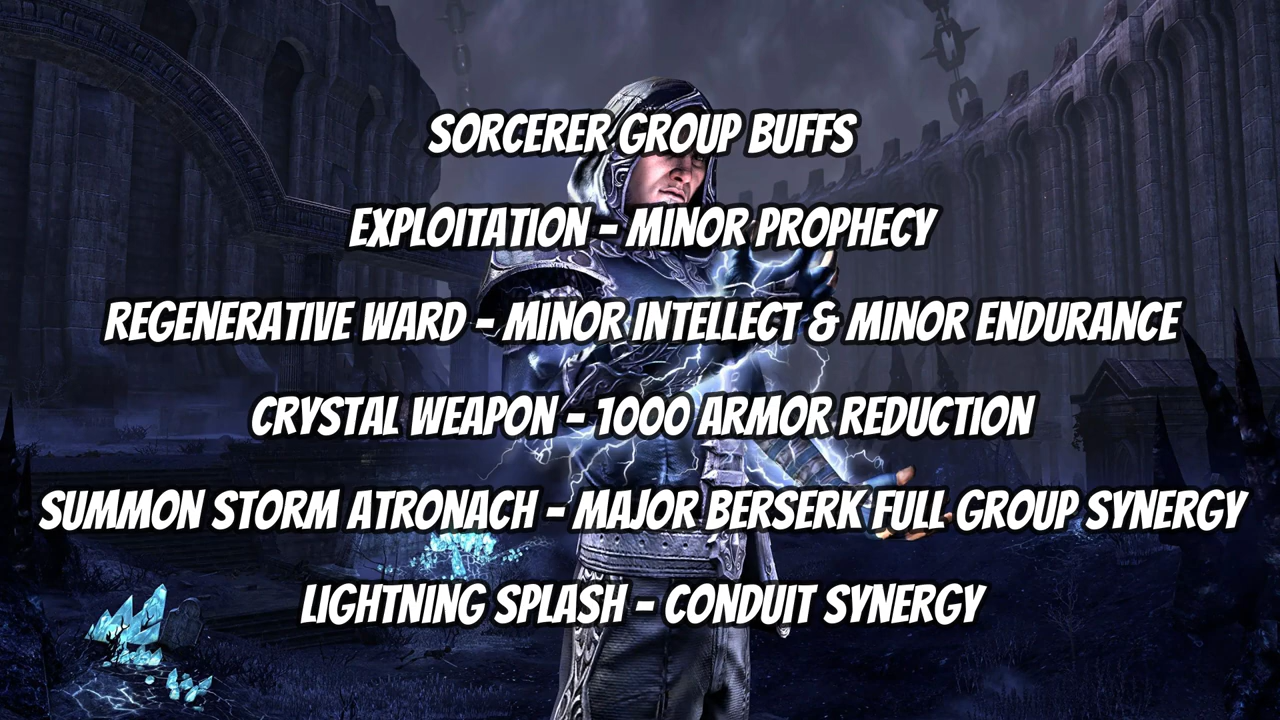 SORCERER GROUP BUFFS
EXPLOITATION - MINOR PROPHECY
REGENERATIVE WARD - MINOR INTELLECT & MINOR ENDURANCE
CRYSTAL WEAPON - 1000 ARMOR REDUCTION
SUMMON STORM ATRONACH - MAJOR BERSERK FULL GROUP SYNERGY
LIGHTNING SPLASH - CONDUIT SYNERGY